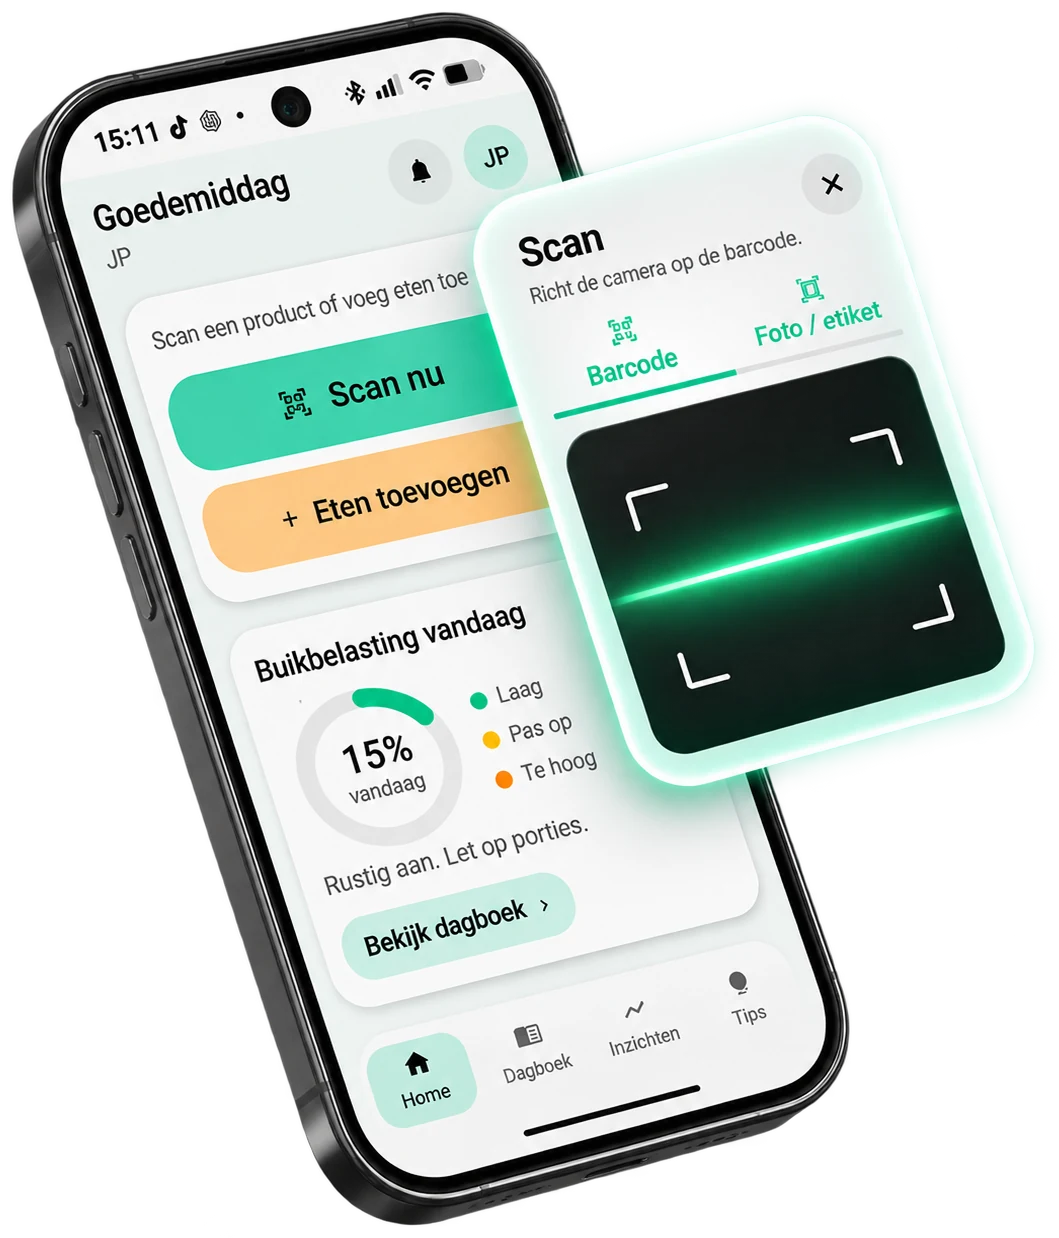 15:11
Goedemiddag
JP
JP
Scan een product of voeg eten toe
Scan nu
+ Eten toevoegen
Buikbelasting vandaag
15%
vandaag
Laag
Pas op
Te hoog
Rustig aan. Let op porties.
Bekijk dagboek ›
Home
Dagboek
Inzichten
Tips
Scan
Richt de camera op de barcode.
Barcode
Foto / etiket